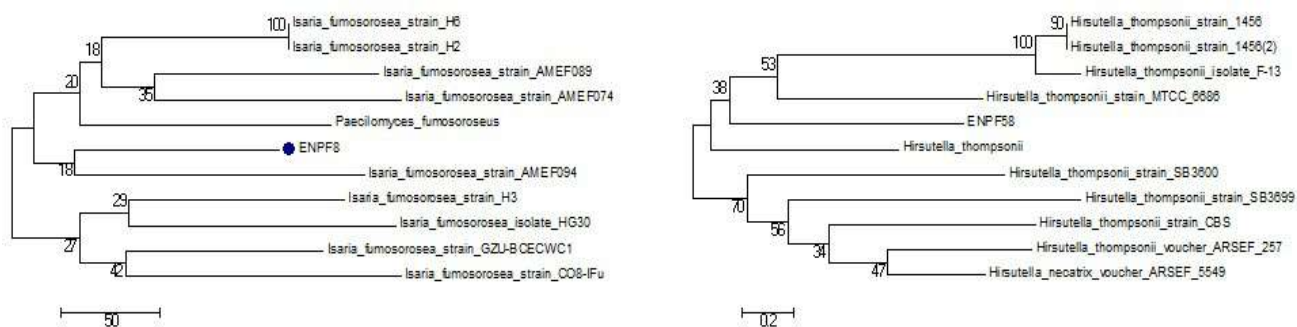 100
Isaria_fumosorosea_strain_H6
Isaria_fumosorosea_strain_H2
18
Isaria_fumosorosea_strain_AMEF089
20
35
Isaria_fumosorosea_strain_AMEF074
Paecilomyces_fumosoroseus
ENPF8
18
Isaria_fumosorosea_strain_AMEF094
Isaria_fumosorosea_strain_H3
29
Isaria_fumosorosea_isolate_HG30
27
Isaria_fumosorosea_strain_GZU-BCECWC1
42
Isaria_fumosorosea_strain_CO8-IFu
50
90
Hirsutella_thompsonii_strain_1456
100
Hirsutella_thompsonii_strain_1456(2)
53
Hirsutella_thompsonii_isolate_F-13
38
Hirsutella_thompsonii_strain_MTCC_6686
ENPF58
Hirsutella_thompsonii
Hirsutella_thompsonii_strain_SB3600
70
Hirsutella_thompsonii_strain_SB3699
56
Hirsutella_thompsonii_strain_CBS
34
Hirsutella_thompsonii_voucher_ARSEF_257
47
Hirsutella_necatrix_voucher_ARSEF_5549
0.2